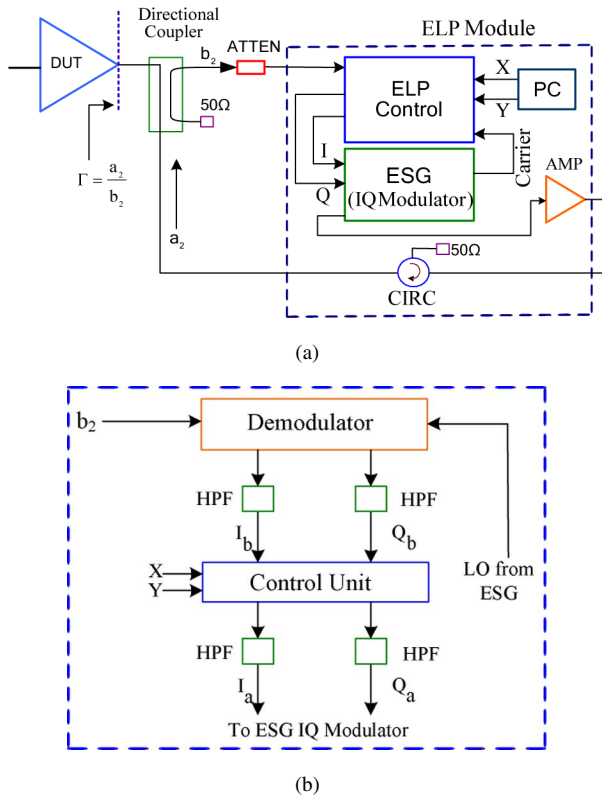 Directional
Coupler
ELP Module
DUT
b2
ATTEN
50Ω
Γ = a2 / b2
a2
ELP
Control
X
Y
PC
I
Q
ESG
(IQ Modulator)
Carrier
AMP
50Ω
CIRC
(a)
b2
Demodulator
HPF
HPF
Ib
Qb
X
Y
Control Unit
LO from
ESG
HPF
HPF
Ia
Qa
To ESG IQ Modulator
(b)